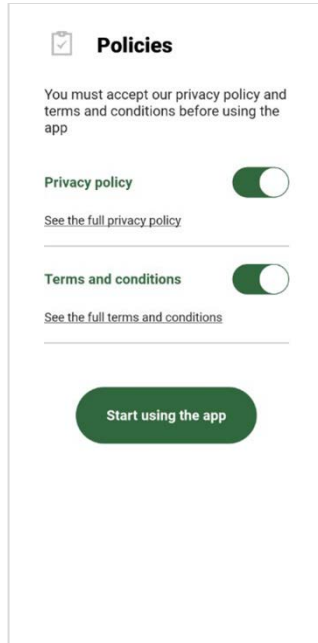 Policies
You must accept our privacy policy and
terms and conditions before using the
app
Privacy policy
See the full privacy policy
Terms and conditions
See the full terms and conditions
Start using the app